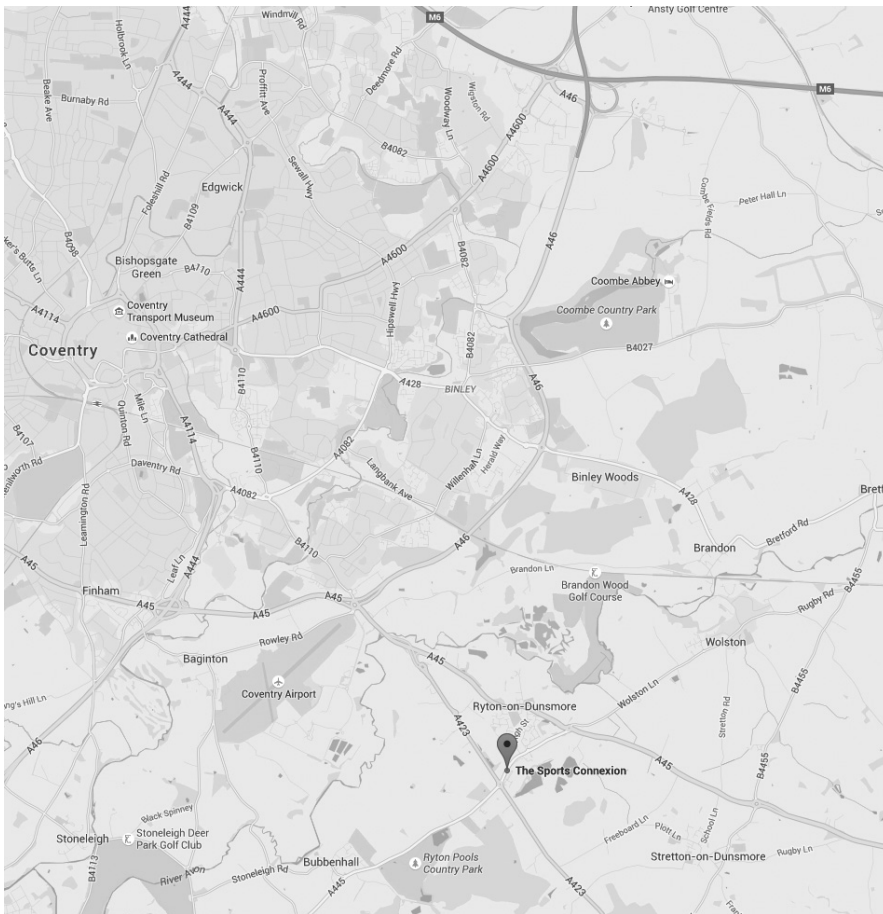 A444
Windmill Rd
M6
Ansty Golf Centre
Holbrook Ln
Deedmore Rd
Beake Ave
Burnaby Rd
A444
Proffitt Ave
Woodway Ln
Wigston Rd
A46
M6
A444
A4600
B4082
Foleshill Rd
Sewall Hwy
Edgwick
Combe Fields Rd
Peter Hall Ln
B4109
B4098
A46
Bishopsgate
Green
B4110
A444
A4600
B4082
Hipswell Hwy
Coombe Abbey
A4114
Coventry
Transport Museum
A4600
Coombe Country Park
Coventry Cathedral
B4082
B4027
Coventry
B4110
A428
BINLEY
A46
Mile Ln
Quinton Rd
A4114
B4107
A4082
Willenhall Ln
Herald Way
B4110
Langbank Ave
Daventry Rd
Binley Woods
Leamington Rd
A4082
A428
Bretford Rd
A46
B4110
Brandon
Leaf Ln
A444
A45
Brandon Ln
B4455
Finham
Brandon Wood
Golf Course
A45
A45
A45
Rugby Rd
Rowley Rd
Wolston
Baginton
A45
Coventry Airport
B4455
Wolston Ln
Stretton Rd
Ryton-on-Dunsmore
A46
A423
A45
The Sports Connexion
B4455
Black Spinney
Stoneleigh
Stoneleigh Deer
Park Golf Club
Freeboard Ln
Plott Ln
School Ln
Rugby Ln
B4113
Bubbenhall
Ryton Pools
Country Park
Stretton-on-Dunsmore
River Avon
Stoneleigh Rd
A445
A423